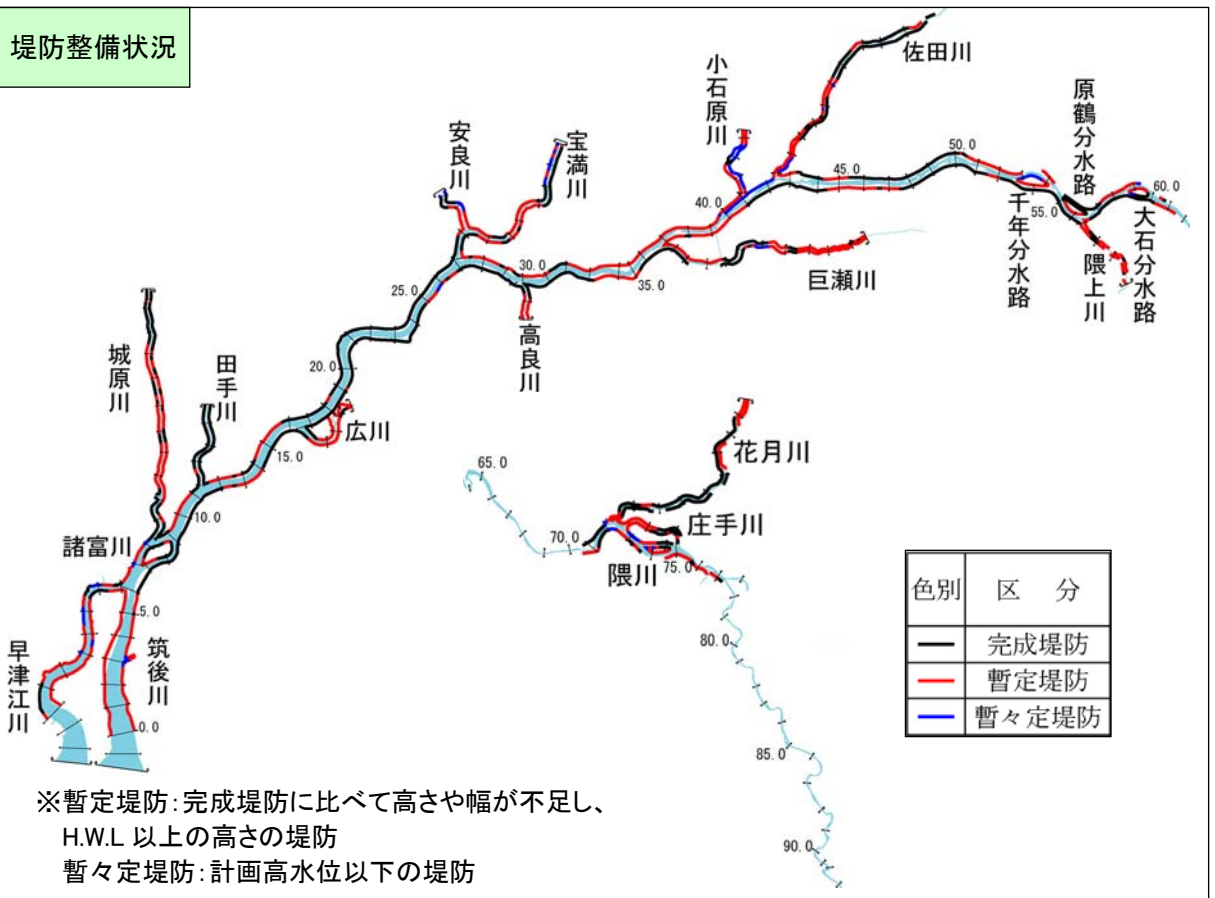 堤防整備状況
佐田川
小石原川
原鶴分水路
安良川
宝満川
50.0
45.0
60.0
40.0
55.0
千年分水路
大石分水路
隈上川
30.0
35.0
巨瀬川
25.0
高良川
城原川
田手川
20.0
広川
15.0
花月川
65.0
10.0
庄手川
70.0
諸富川
隈川
75.0
5.0
80.0
早津江川
筑後川
0.0
85.0
90.0
色別 区 分
完成堤防
暫定堤防
暫々定堤防
※暫定堤防:完成堤防に比べて高さや幅が不足し、
H.W.L 以上の高さの堤防
暫々定堤防:計画高水位以下の堤防